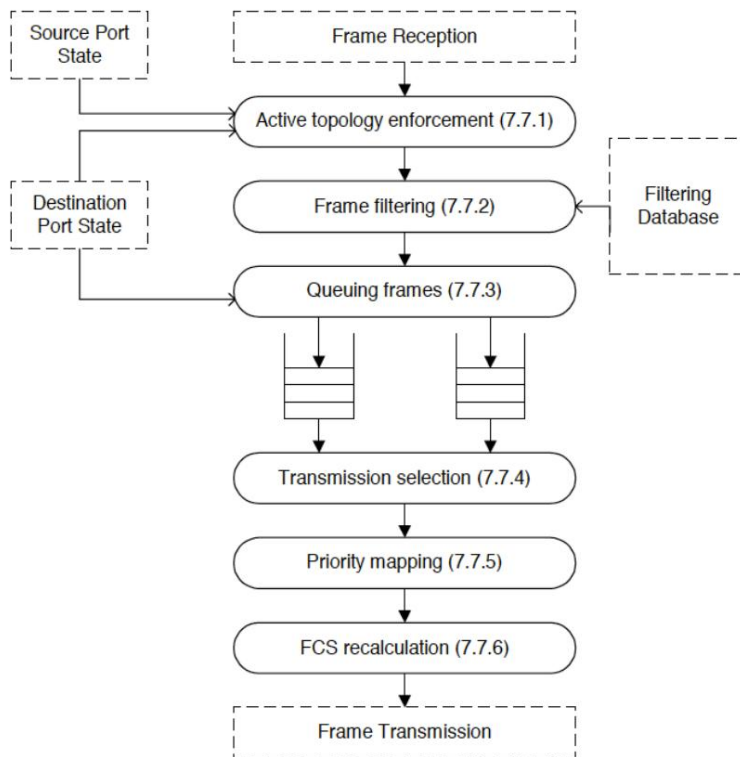 Source Port
State
Frame Reception
Active topology enforcement (7.7.1)
Destination
Port State
Frame filtering (7.7.2)
Filtering
Database
Queuing frames (7.7.3)
Transmission selection (7.7.4)
Priority mapping (7.7.5)
FCS recalculation (7.7.6)
Frame Transmission